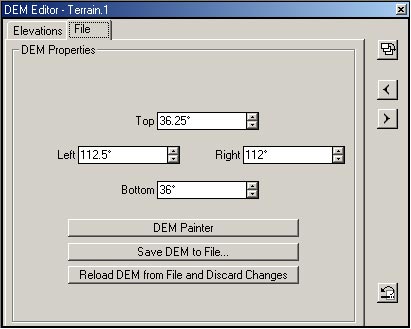 DEM Editor - Terrain.1
Elevations File
DEM Properties
Top 36.25°
Left 112.5° Right 112°
Bottom 36°
DEM Painter
Save DEM to File...
Reload DEM from File and Discard Changes